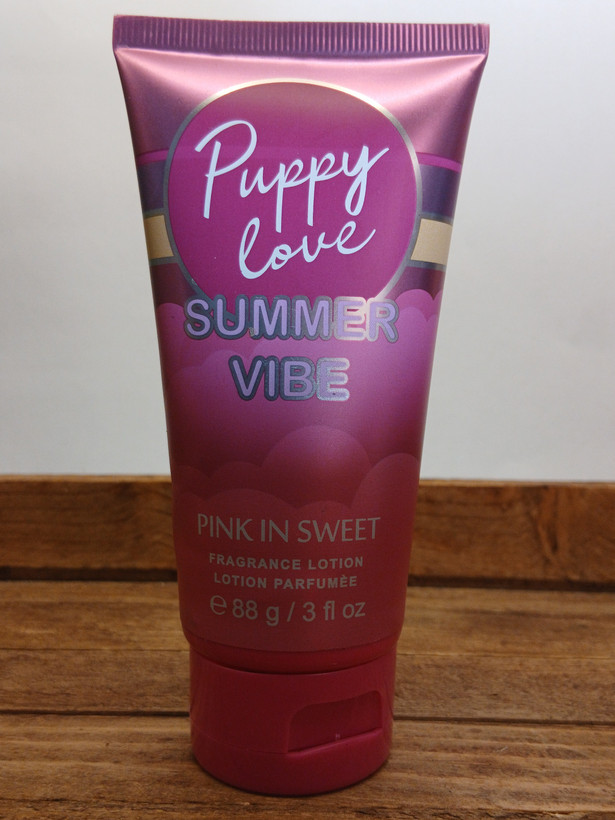 Puppy
love
SUMMER
VIBE
PINK IN SWEET
FRAGRANCE LOTION
LOTION PARFUMÈE
℮ 88 g / 3 fl oz